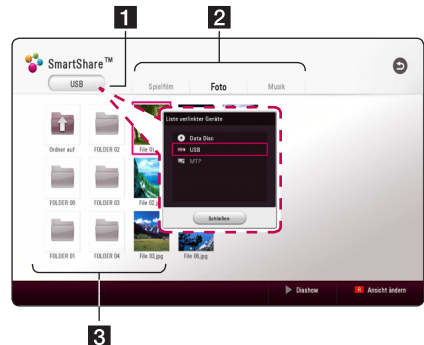 1
2
SmartShare™
USB
Spielfilm
Foto
Musik
Liste verlinkter Geräte
Data Disc
USB
MTP
Schließen
Ordner auf
FOLDER 02
File 01
FOLDER 00
FOLDER 03
File 02.j
FOLDER 01
FOLDER 04
File 03.jpg
File 06.jpg
Diashow
R Ansicht ändern
3